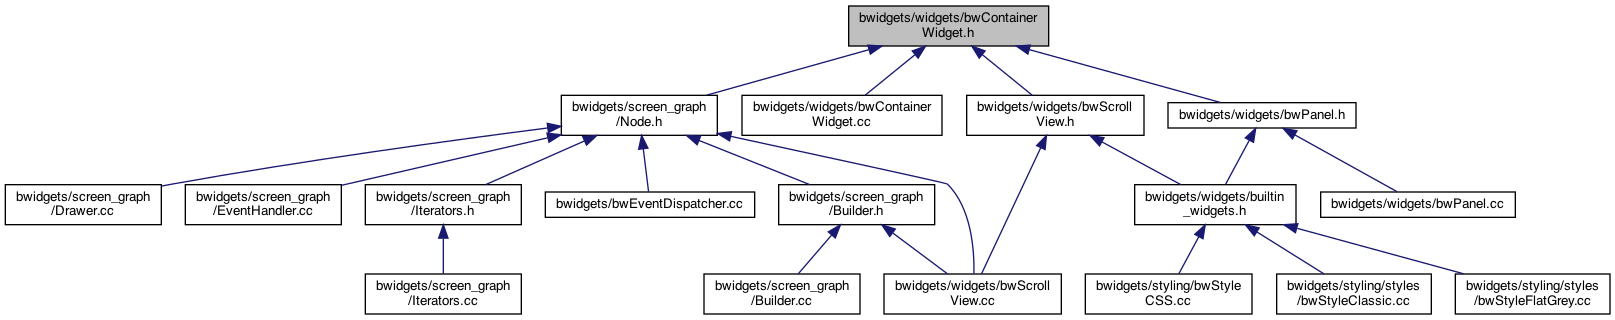 bwidgets/widgets/bwContainer
Widget.h
bwidgets/screen_graph
/Node.h
bwidgets/widgets/bwContainer
Widget.cc
bwidgets/widgets/bwScroll
View.h
bwidgets/widgets/bwPanel.h
bwidgets/screen_graph
/Drawer.cc
bwidgets/screen_graph
/EventHandler.cc
bwidgets/screen_graph
/Iterators.h
bwidgets/bwEventDispatcher.cc
bwidgets/screen_graph
/Builder.h
bwidgets/widgets/builtin
_widgets.h
bwidgets/widgets/bwPanel.cc
bwidgets/screen_graph
/Iterators.cc
bwidgets/screen_graph
/Builder.cc
bwidgets/widgets/bwScroll
View.cc
bwidgets/styling/bwStyle
CSS.cc
bwidgets/styling/styles
/bwStyleClassic.cc
bwidgets/styling/styles
/bwStyleFlatGrey.cc